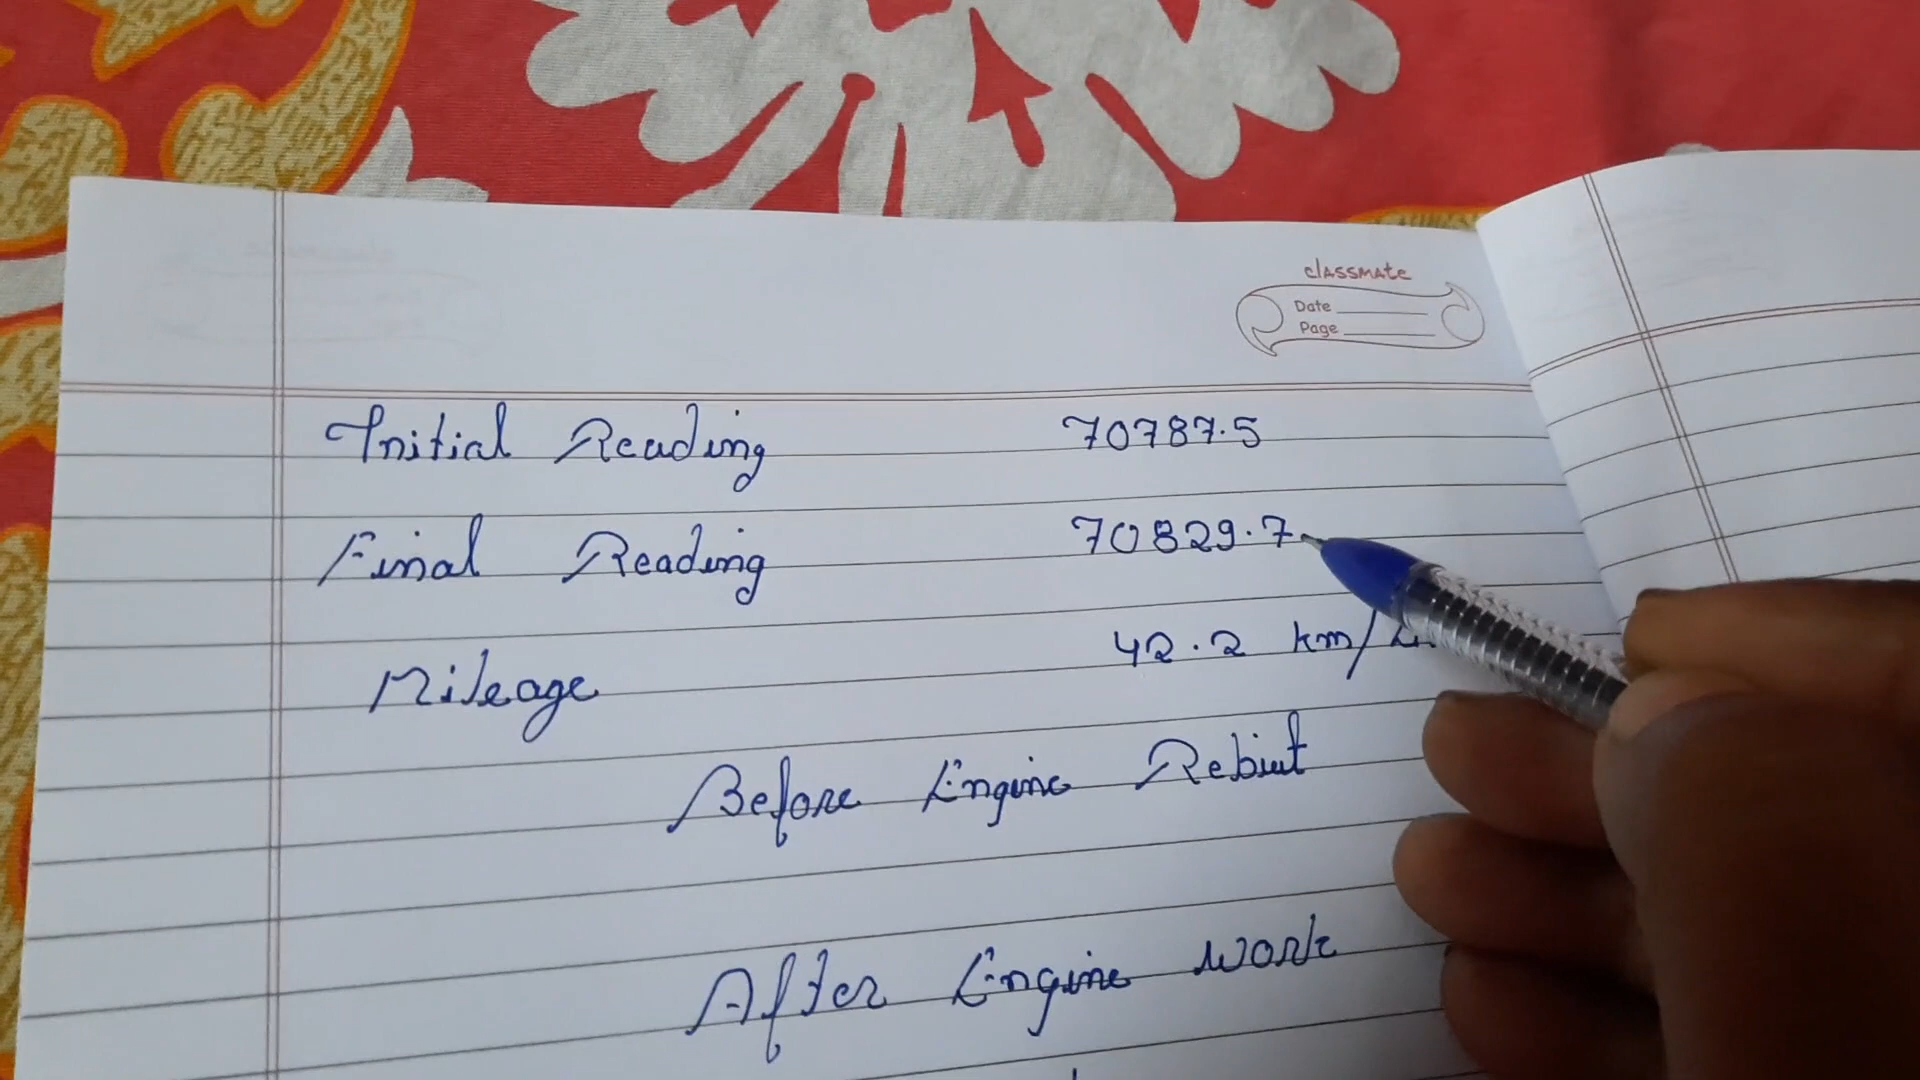 classmate
Date
Page
Initial Reading 70787.5
Final Reading 70829.7
Mileage 42.2 km/
Before Engine Rebiut
After Engine work